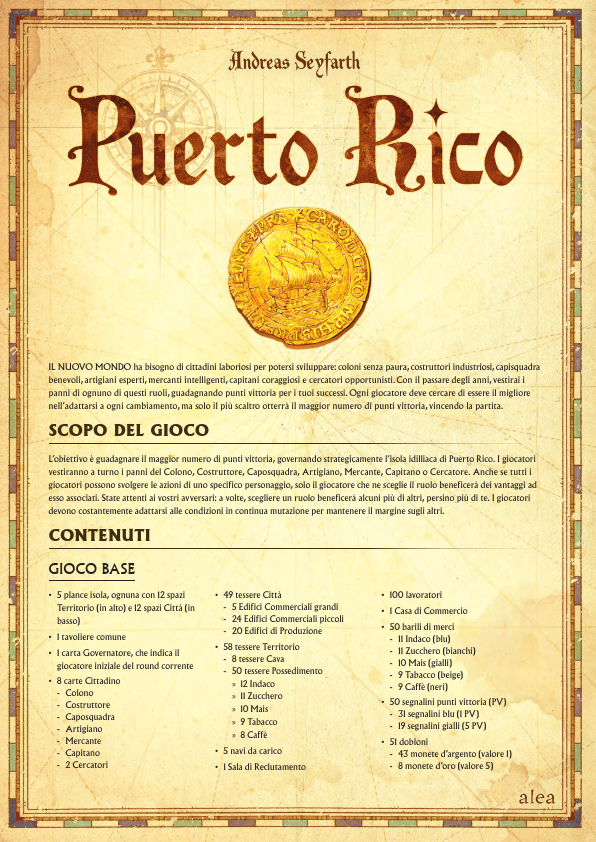 Andreas Seyfarth
Puerto Rico
IL NUOVO MONDO ha bisogno di cittadini laboriosi per potersi sviluppare: coloni senza paura, costruttori industriosi, capisquadra
benevoli, artigiani esperti, mercanti intelligenti, capitani coraggiosi e cercatori opportunisti. Con il passare degli anni, vestirai i
panni di ognuno di questi ruoli, guadagnando punti vittoria per i tuoi successi. Ogni giocatore deve cercare di essere il migliore
nell'adattarsi a ogni cambiamento, ma solo il più scaltro otterrà il maggior numero di punti vittoria, vincendo la partita.
SCOPO DEL GIOCO
L'obiettivo è guadagnare il maggior numero di punti vittoria, governando strategicamente l'isola idilliaca di Puerto Rico. I giocatori
vestiranno a turno i panni del Colono, Costruttore, Caposquadra, Artigiano, Mercante, Capitano o Cercatore. Anche se tutti i
giocatori possono svolgere le azioni di uno specifico personaggio, solo il giocatore che ne sceglie il ruolo beneficerà dei vantaggi ad
esso associati. State attenti ai vostri avversari: a volte, scegliere un ruolo beneficerà alcuni più di altri, persino più di te. I giocatori
devono costantemente adattarsi alle condizioni in continua mutazione per mantenere il margine sugli altri.
CONTENUTI
GIOCO BASE
• 5 plance isola, ognuna con 12 spazi
Territorio (in alto) e 12 spazi Città (in
basso)
• 1 tavoliere comune
• 1 carta Governatore, che indica il
giocatore iniziale del round corrente
• 8 carte Cittadino
- Colono
- Costruttore
- Caposquadra
- Artigiano
- Mercante
- Capitano
- 2 Cercatori
• 49 tessere Città
- 5 Edifici Commerciali grandi
- 24 Edifici Commerciali piccoli
- 20 Edifici di Produzione
• 58 tessere Territorio
- 8 tessere Cava
- 50 tessere Possedimento
» 12 Indaco
» 11 Zucchero
» 10 Mais
» 9 Tabacco
» 8 Caffè
• 5 navi da carico
• 1 Sala di Reclutamento
• 100 lavoratori
• 1 Casa di Commercio
• 50 barili di merci
- 11 Indaco (blu)
- 11 Zucchero (bianchi)
- 10 Mais (gialli)
- 9 Tabacco (beige)
- 9 Caffè (neri)
• 50 segnalini punti vittoria (PV)
- 31 segnalini blu (1 PV)
- 19 segnalini gialli (5 PV)
• 51 dobloni
- 43 monete d'argento (valore 1)
- 8 monete d'oro (valore 5)
alea